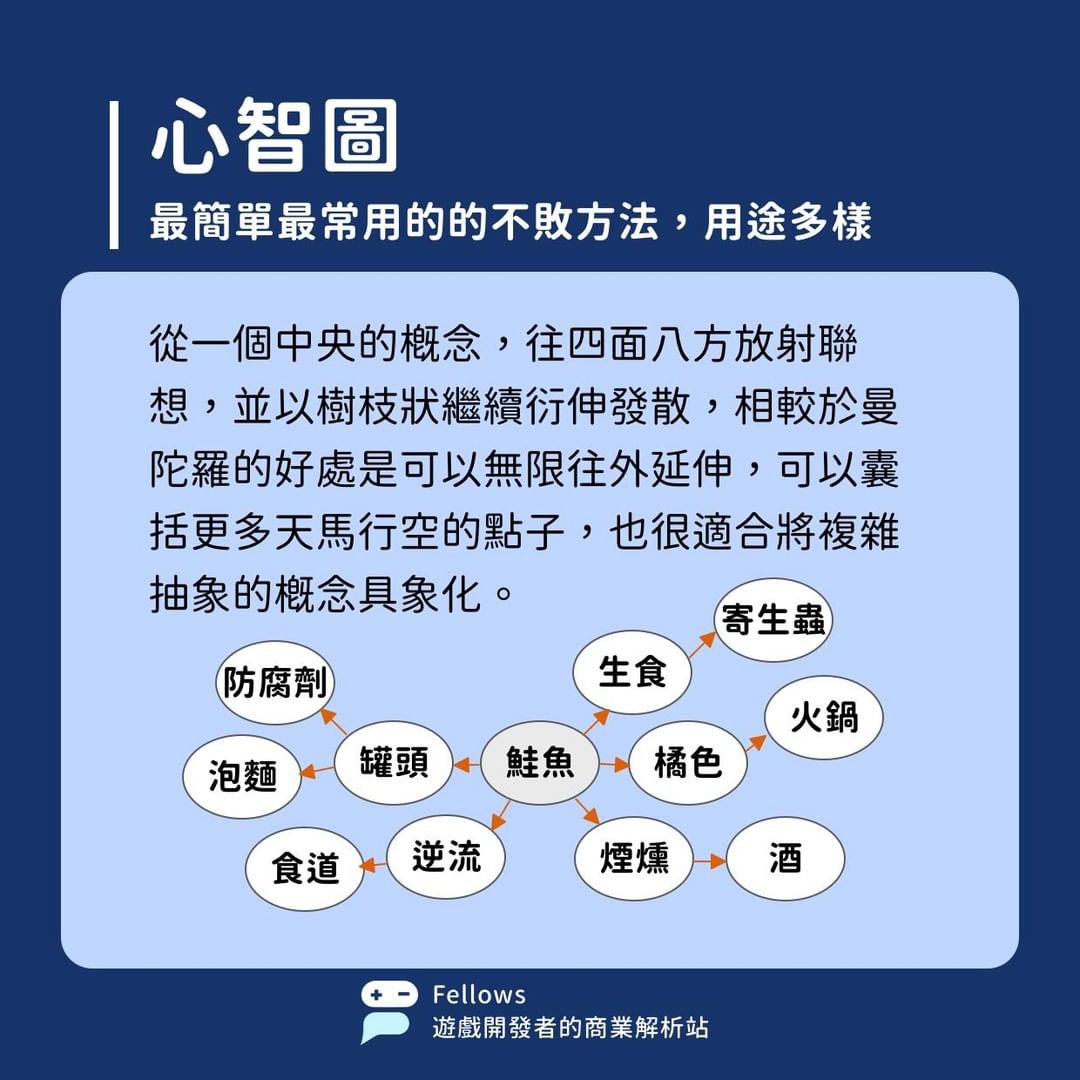 心智圖
最簡單最常用的的不敗方法，用途多樣
從一個中央的概念，往四面八方放射聯
想，並以樹枝狀繼續衍伸發散，相較於曼
陀羅的好處是可以無限往外延伸，可以囊
括更多天馬行空的點子，也很適合將複雜
抽象的概念具象化。
寄生蟲
生食
防腐劑
火鍋
罐頭
鮭魚
橘色
泡麵
逆流
煙燻
酒
食道
Fellows
遊戲開發者的商業解析站